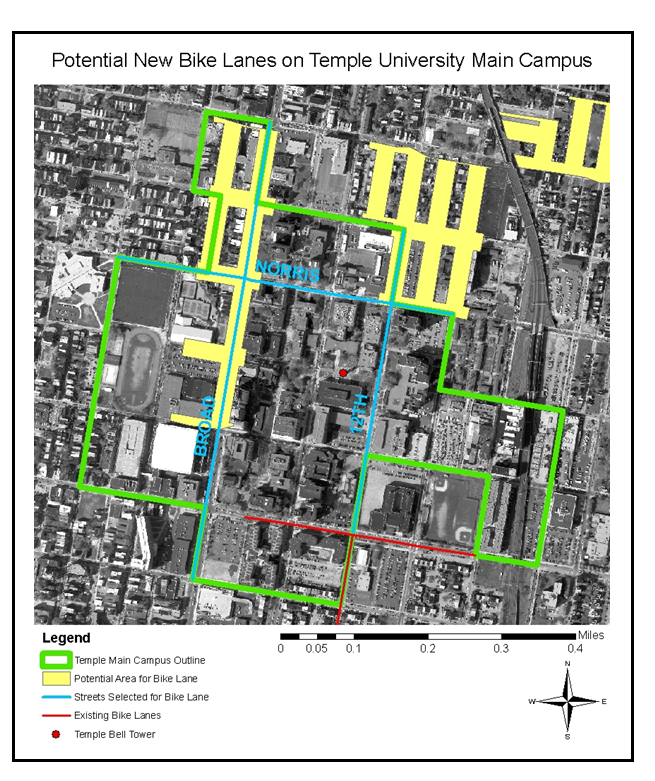 Potential New Bike Lanes on Temple University Main Campus
NORRIS
BROAD
12TH
Legend
Temple Main Campus Outline
Potential Area for Bike Lane
Streets Selected for Bike Lane
Existing Bike Lanes
Temple Bell Tower
Miles
0 0.05 0.1 0.2 0.3 0.4
N
W E
S